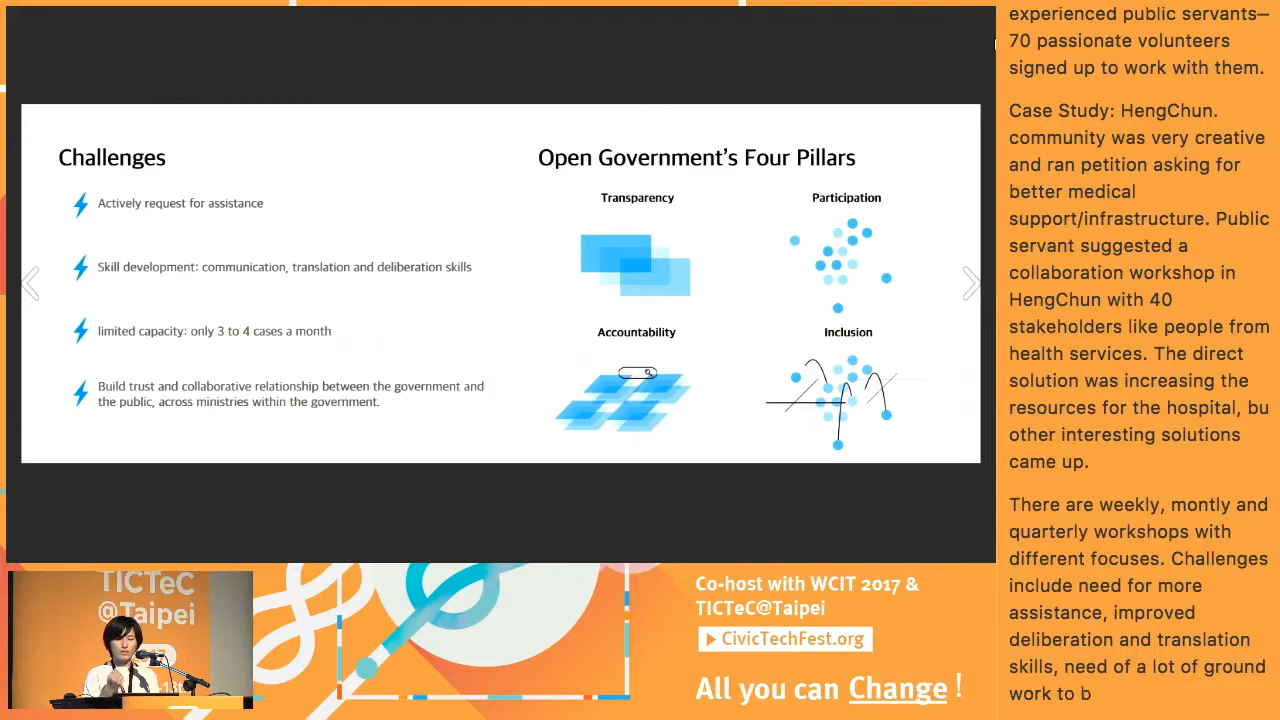 Challenges
Actively request for assistance
Skill development: communication, translation and deliberation skills
limited capacity: only 3 to 4 cases a month
Build trust and collaborative relationship between the government and
the public, across ministries within the government.
Open Government’s Four Pillars
Transparency
Participation
Accountability
Inclusion
experienced public servants—
70 passionate volunteers
signed up to work with them.
Case Study: HengChun.
community was very creative
and ran petition asking for
better medical
support/infrastructure. Public
servant suggested a
collaboration workshop in
HengChun with 40
stakeholders like people from
health services. The direct
solution was increasing the
resources for the hospital, bu
other interesting solutions
came up.
There are weekly, montly and
quarterly workshops with
different focuses. Challenges
include need for more
assistance, improved
deliberation and translation
skills, need of a lot of ground
work to b
TICTeC
@Taipei
Co-host with WCIT 2017 &
TICTeC@Taipei
CivicTechFest.org
All you can Change !